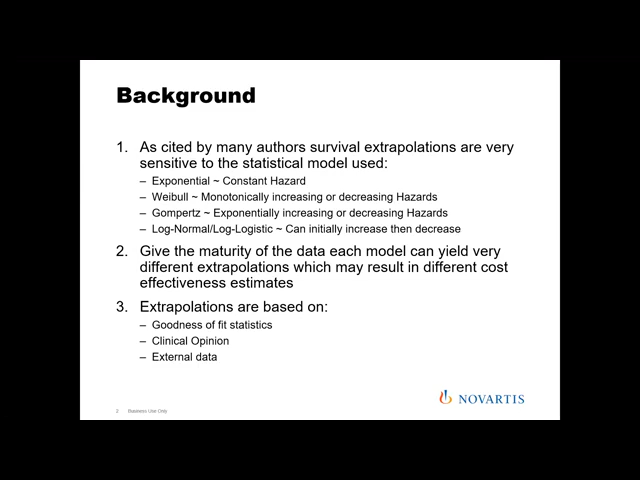 Background
1. As cited by many authors survival extrapolations are very
sensitive to the statistical model used:
– Exponential ~ Constant Hazard
– Weibull ~ Monotonically increasing or decreasing Hazards
– Gompertz ~ Exponentially increasing or decreasing Hazards
– Log-Normal/Log-Logistic ~ Can initially increase then decrease
2. Give the maturity of the data each model can yield very
different extrapolations which may result in different cost
effectiveness estimates
3. Extrapolations are based on:
– Goodness of fit statistics
– Clinical Opinion
– External data
NOVARTIS
2 Business Use Only